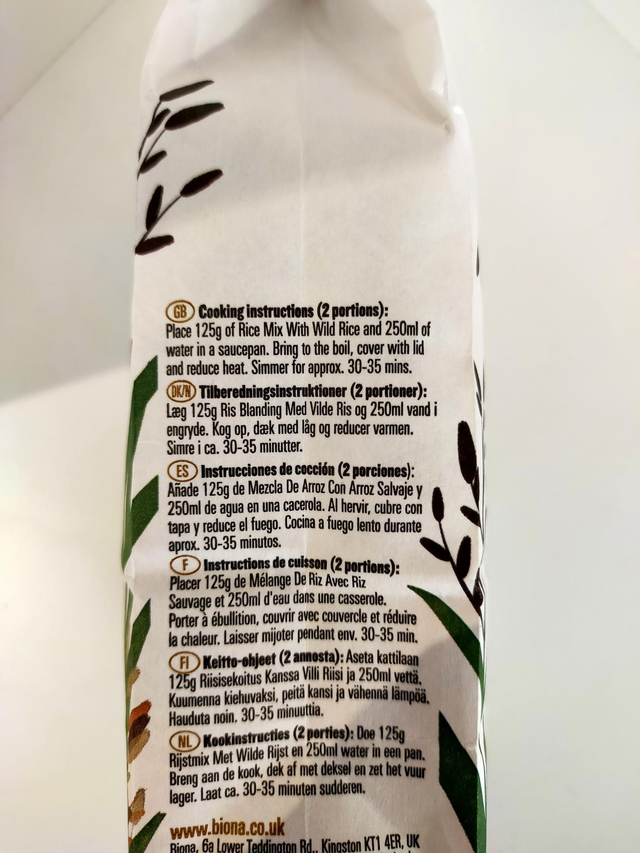 GB Cooking instructions (2 portions):
Place 125g of Rice Mix With Wild Rice and 250ml of
water in a saucepan. Bring to the boil, cover with lid
and reduce heat. Simmer for approx. 30-35 mins.
DK/N Tilberedningsinstruktioner (2 portioner):
Læg 125g Ris Blanding Med Vilde Ris og 250ml vand i
engryde. Kog op, dæk med låg og reducer varmen.
Simre i ca. 30-35 minutter.
ES Instrucciones de cocción (2 porciones):
Añade 125g de Mezcla De Arroz Con Arroz Salvaje y
250ml de agua en una cacerola. Al hervir, cubre con
tapa y reduce el fuego. Cocina a fuego lento durante
aprox. 30-35 minutos.
F Instructions de cuisson (2 portions):
Placer 125g de Mélange De Riz Avec Riz
Sauvage et 250ml d'eau dans une casserole.
Porter à ébullition, couvrir avec couvercle et réduire
la chaleur. Laisser mijoter pendant env. 30-35 min.
FI Keitto-ohjeet (2 annosta): Aseta kattilaan
125g Riisisekoitus Kanssa Villi Riisi ja 250ml vettä.
Kuumenna kiehuvaksi, peitä kansi ja vähennä lämpöä.
Hauduta noin. 30-35 minuuttia.
NL Kookinstructies (2 porties): Doe 125g
Rijstmix Met Wilde Rijst en 250ml water in een pan.
Breng aan de kook, dek af met deksel en zet het vuur
lager. Laat ca. 30-35 minuten sudderen.
www.biona.co.uk
Biona, 6a Lower Teddington Rd., Kingston KT1 4ER, UK